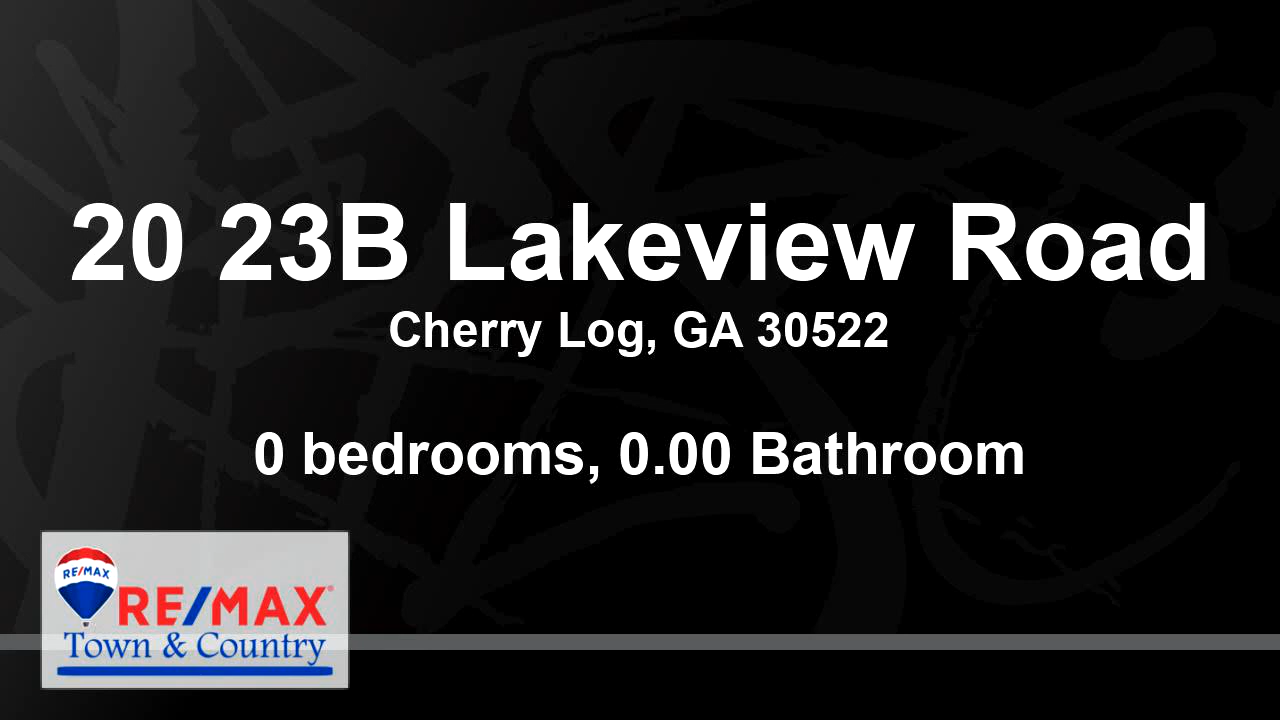 20 23B Lakeview Road
Cherry Log, GA 30522
0 bedrooms, 0.00 Bathroom
RE/MAX
RE/MAX®
Town & Country